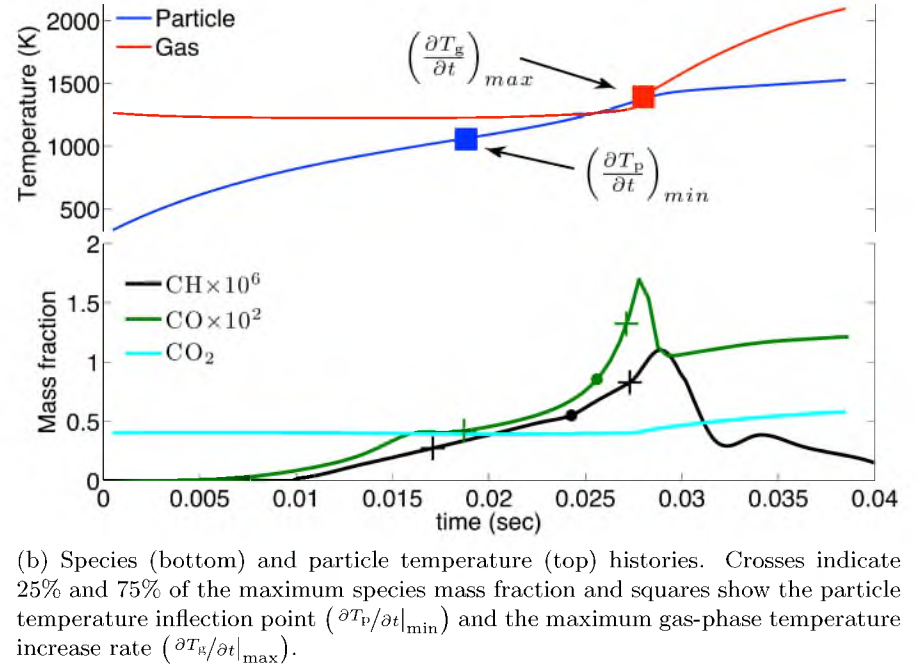 2000
1500
1000
500
Temperature (K)
Particle
Gas
(∂Tg/∂t)max
(∂Tp/∂t)min
2
1.5
1
0.5
0
Mass fraction
CH×10⁶
CO×10²
CO₂
0 0.005 0.01 0.015 0.02 0.025 0.03 0.035 0.04
time (sec)
(b) Species (bottom) and particle temperature (top) histories. Crosses indicate
25% and 75% of the maximum species mass fraction and squares show the particle
temperature inflection point (∂Tp/∂t|min) and the maximum gas-phase temperature
increase rate (∂Tg/∂t|max).